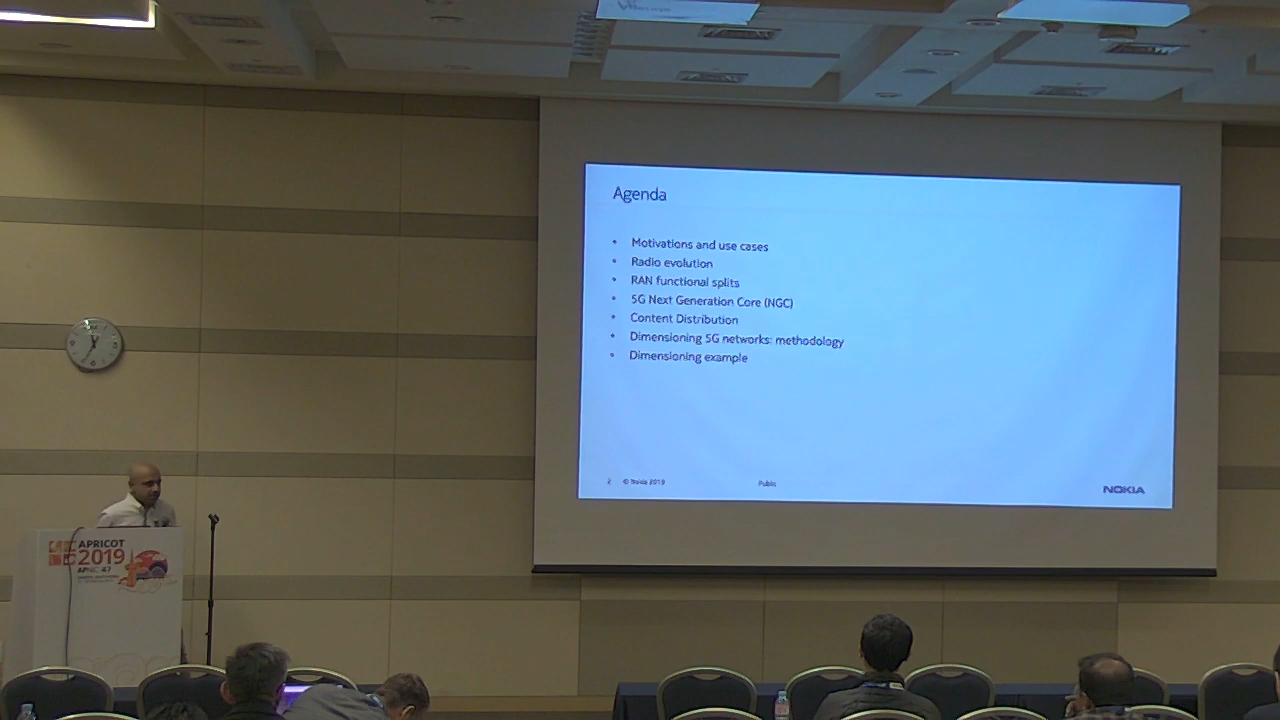 Agenda
• Motivations and use cases
• Radio evolution
• RAN functional splits
• 5G Next Generation Core (NGC)
• Content Distribution
• Dimensioning 5G networks: methodology
• Dimensioning example
2 © Nokia 2019 Public
NOKIA
APRICOT
2019
APNIC 47